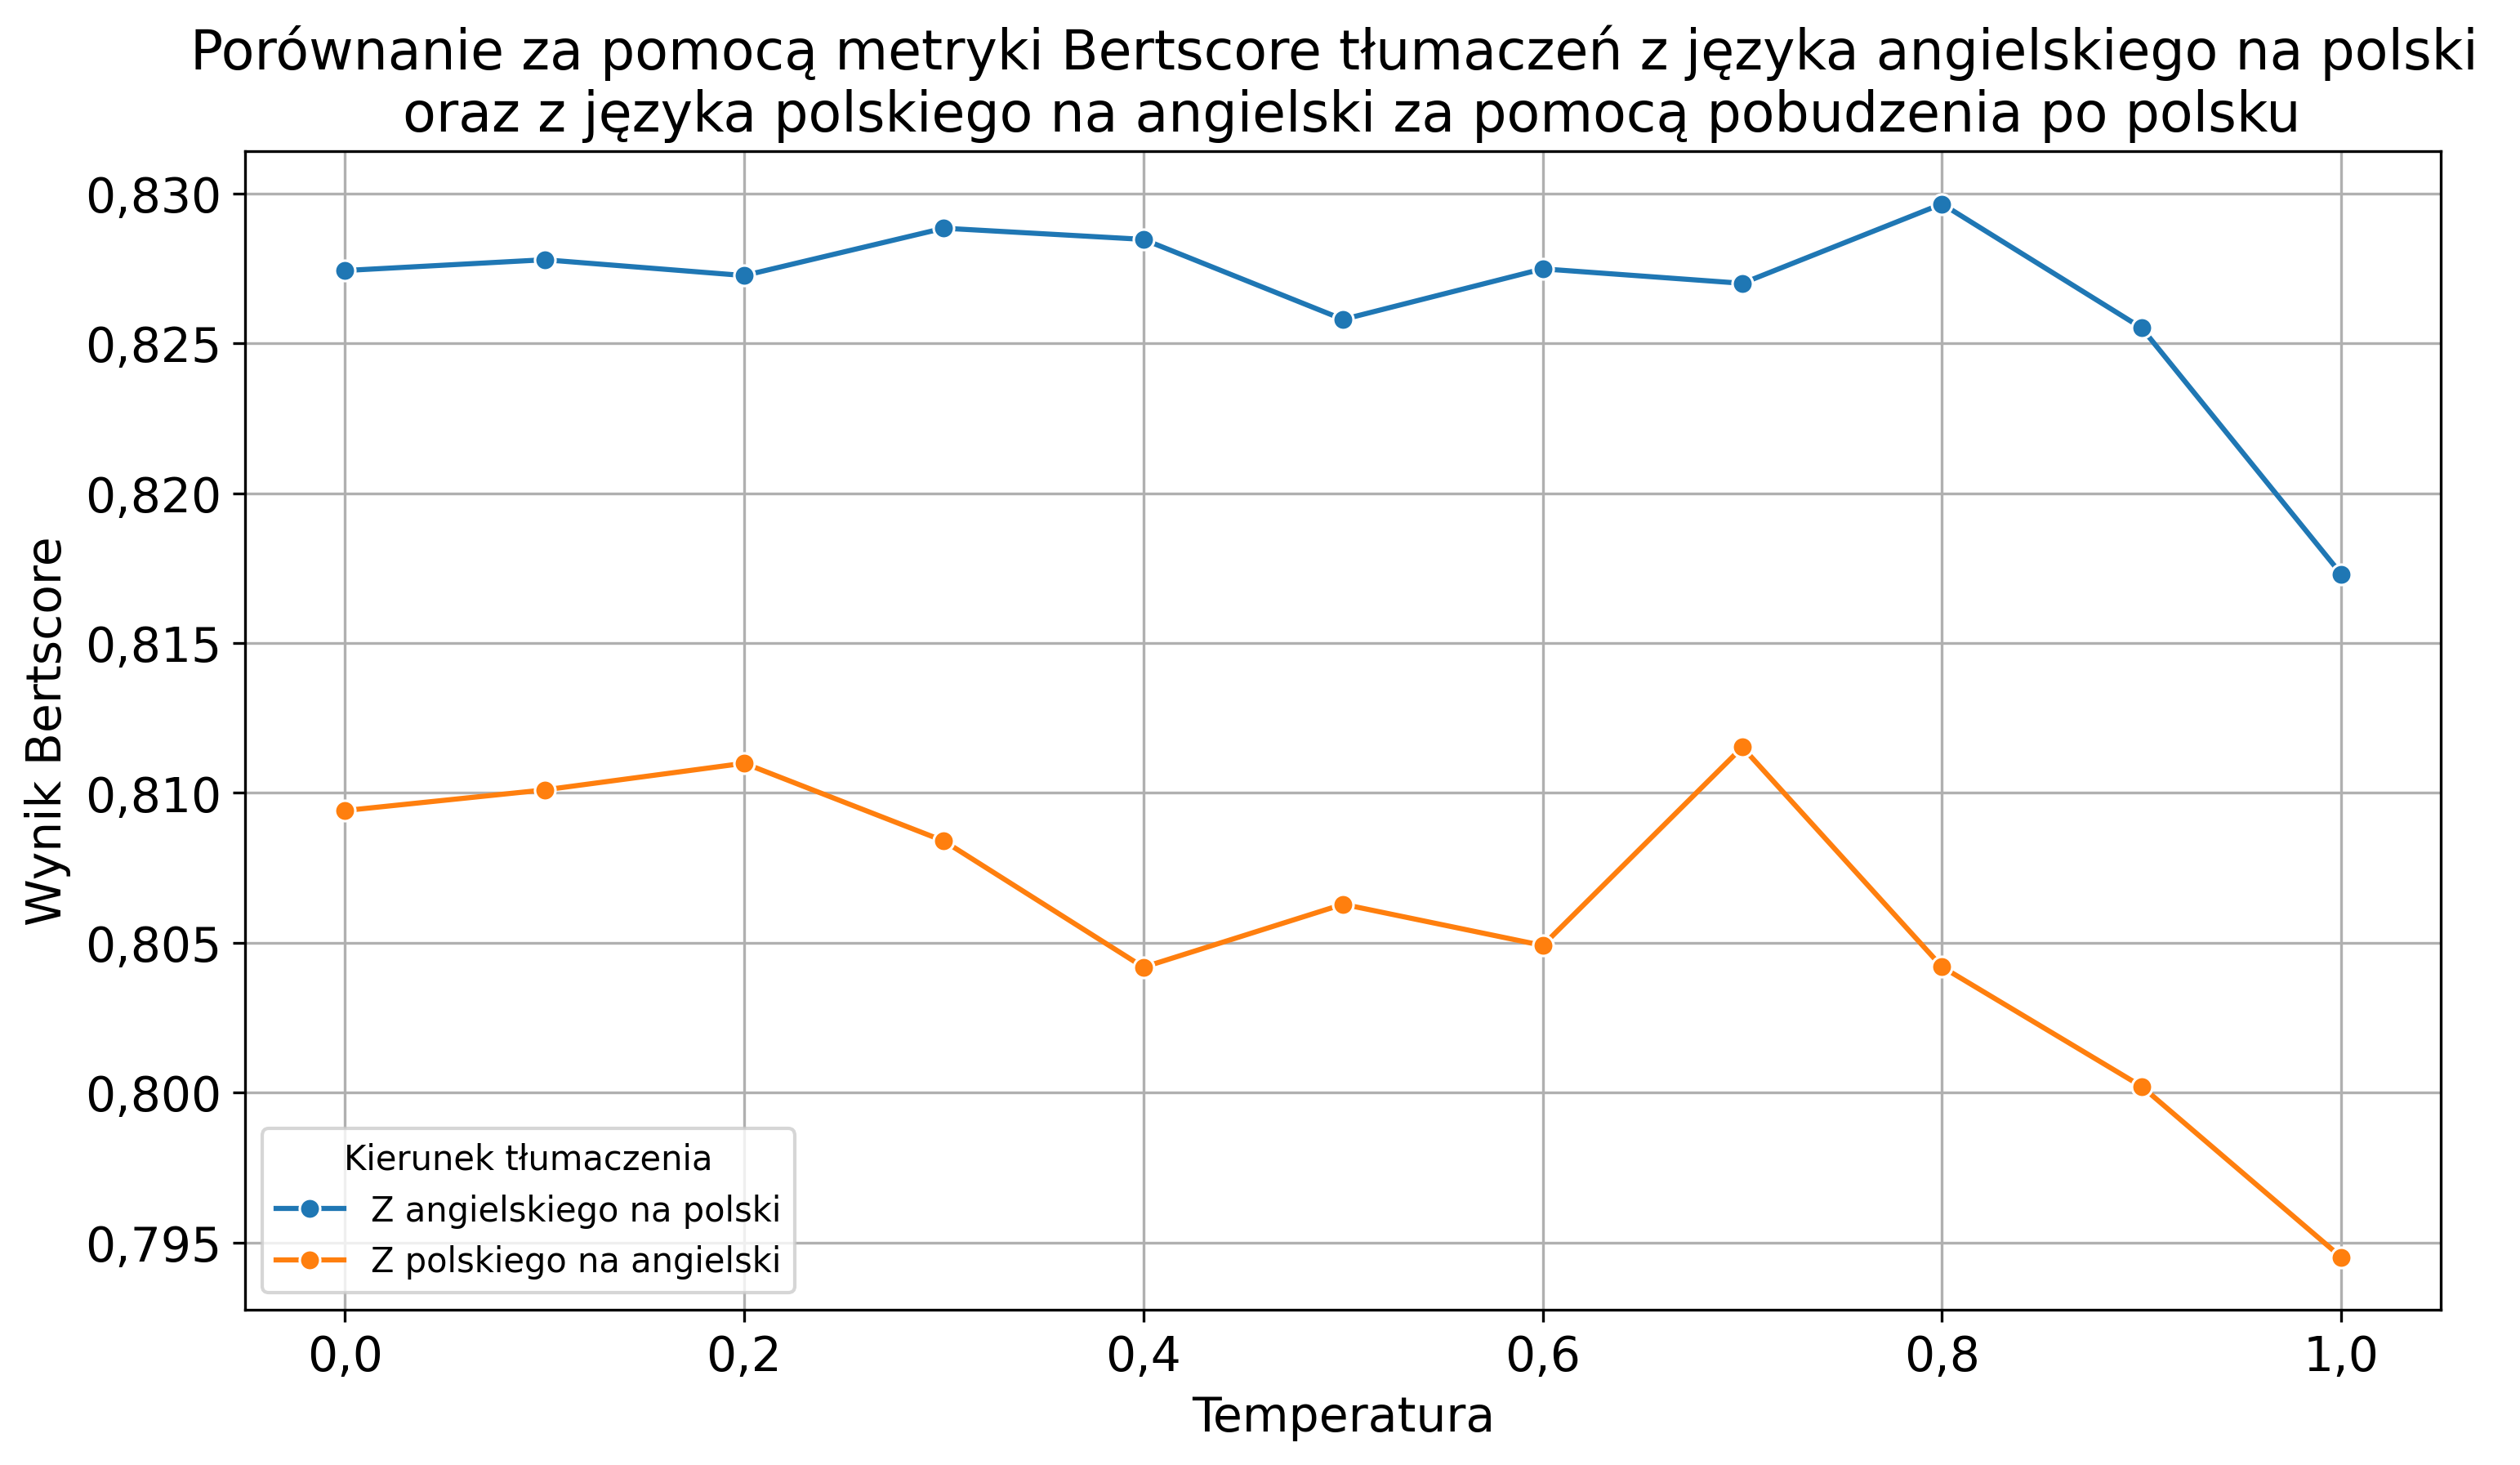 Porównanie za pomocą metryki Bertscore tłumaczeń z języka angielskiego na polski
oraz z języka polskiego na angielski za pomocą pobudzenia po polsku
Wynik Bertscore
0,830
0,825
0,820
0,815
0,810
0,805
0,800
0,795
Kierunek tłumaczenia
Z angielskiego na polski
Z polskiego na angielski
0,0
0,2
0,4
0,6
0,8
1,0
Temperatura